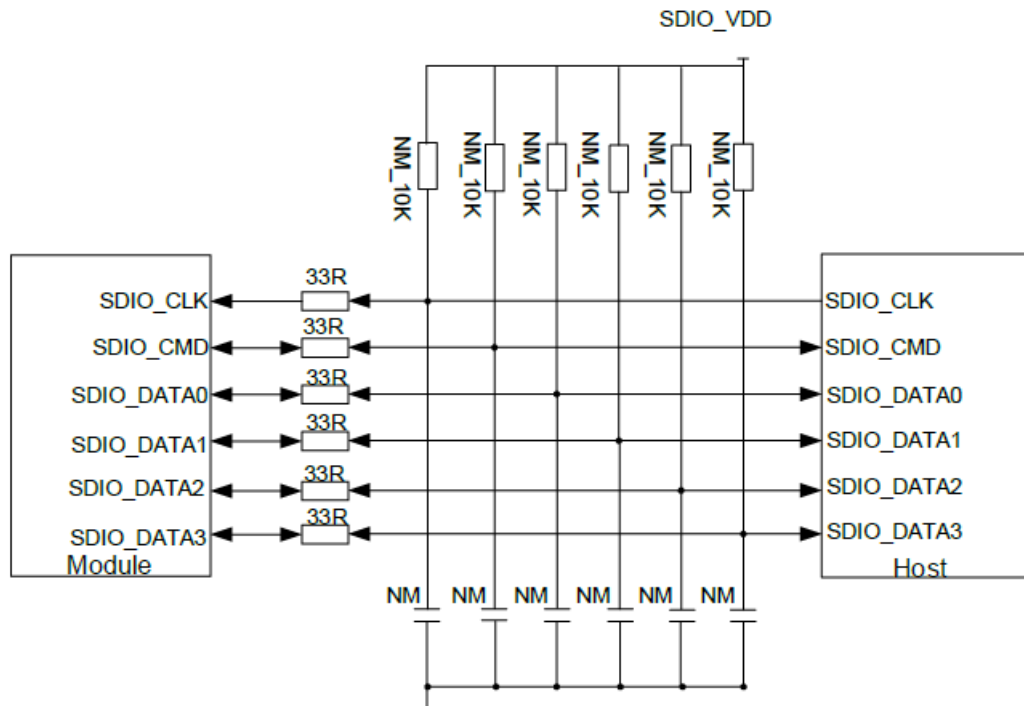 SDIO_VDD
NM_10K
NM_10K
NM_10K
NM_10K
NM_10K
NM_10K
33R
SDIO_CLK
SDIO_CLK
33R
SDIO_CMD
SDIO_CMD
33R
SDIO_DATA0
SDIO_DATA0
33R
SDIO_DATA1
SDIO_DATA1
33R
SDIO_DATA2
SDIO_DATA2
33R
SDIO_DATA3
SDIO_DATA3
Module
Host
NM
NM
NM
NM
NM
NM